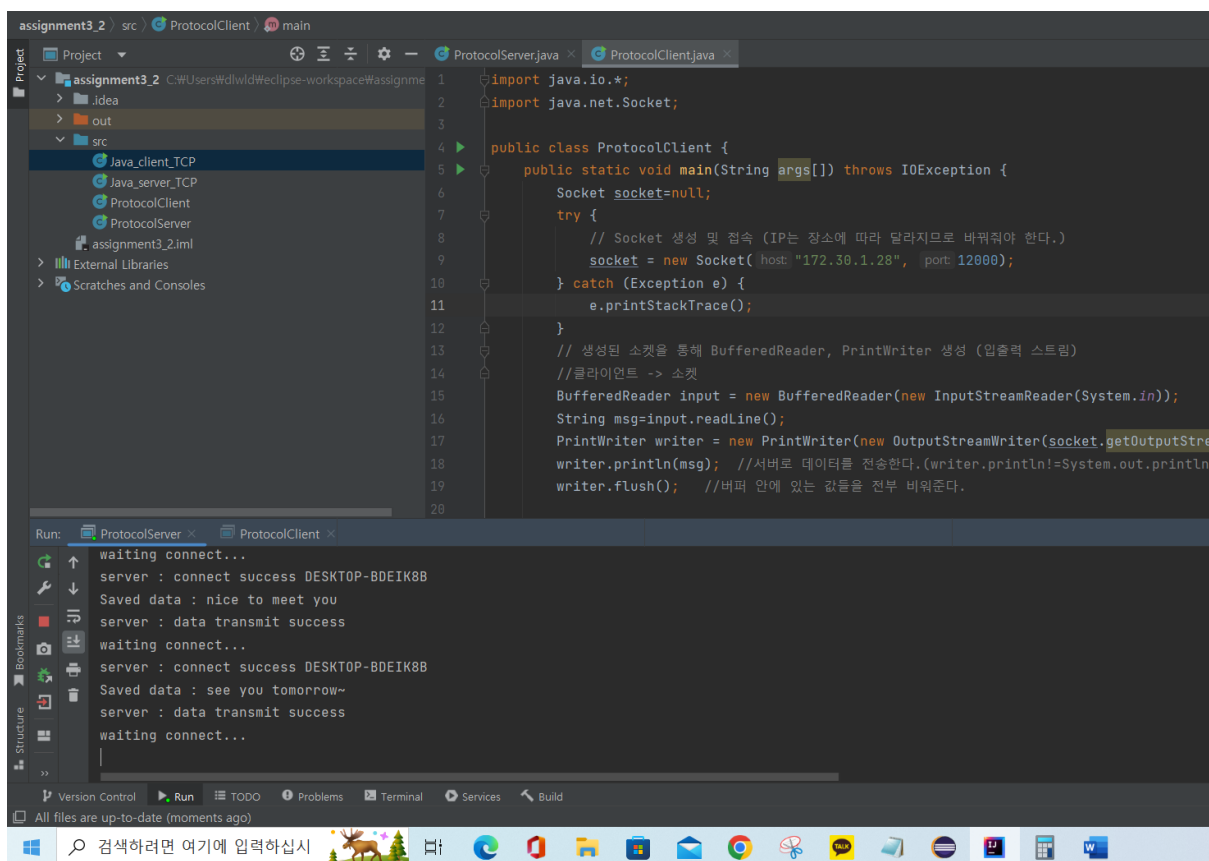 assignment3_2 〉 src 〉 ProtocolClient 〉 main
Project
Project
ProtocolServer.java × ProtocolClient.java ×
assignment3_2 C:₩Users₩dlwld₩eclipse-workspace₩assignme
.idea
out
src
Java_client_TCP
Java_server_TCP
ProtocolClient
ProtocolServer
assignment3_2.iml
External Libraries
Scratches and Consoles
1 import java.io.*;
2 import java.net.Socket;
3
4 public class ProtocolClient {
5 public static void main(String args[]) throws IOException {
6 Socket socket=null;
7 try {
8 // Socket 생성 및 접속 (IP는 장소에 따라 달라지므로 바꿔줘야 한다.)
9 socket = new Socket( host: "172.30.1.28", port: 12000);
10 } catch (Exception e) {
11 e.printStackTrace();
12 }
13 // 생성된 소켓을 통해 BufferedReader, PrintWriter 생성 (입출력 스트림)
14 //클라이언트 -> 소켓
15 BufferedReader input = new BufferedReader(new InputStreamReader(System.in));
16 String msg=input.readLine();
17 PrintWriter writer = new PrintWriter(new OutputStreamWriter(socket.getOutputStre
18 writer.println(msg); //서버로 데이터를 전송한다.(writer.println!=System.out.println
19 writer.flush(); //버퍼 안에 있는 값들을 전부 비워준다.
20
Run: ProtocolServer × ProtocolClient ×
waiting connect...
server : connect success DESKTOP-BDEIK8B
Saved data : nice to meet you
server : data transmit success
waiting connect...
server : connect success DESKTOP-BDEIK8B
Saved data : see you tomorrow~
server : data transmit success
waiting connect...
Bookmarks
Structure
Version Control Run TODO Problems Terminal Services Build
All files are up-to-date (moments ago)
검색하려면 여기에 입력하십시
TALK
IJ
W